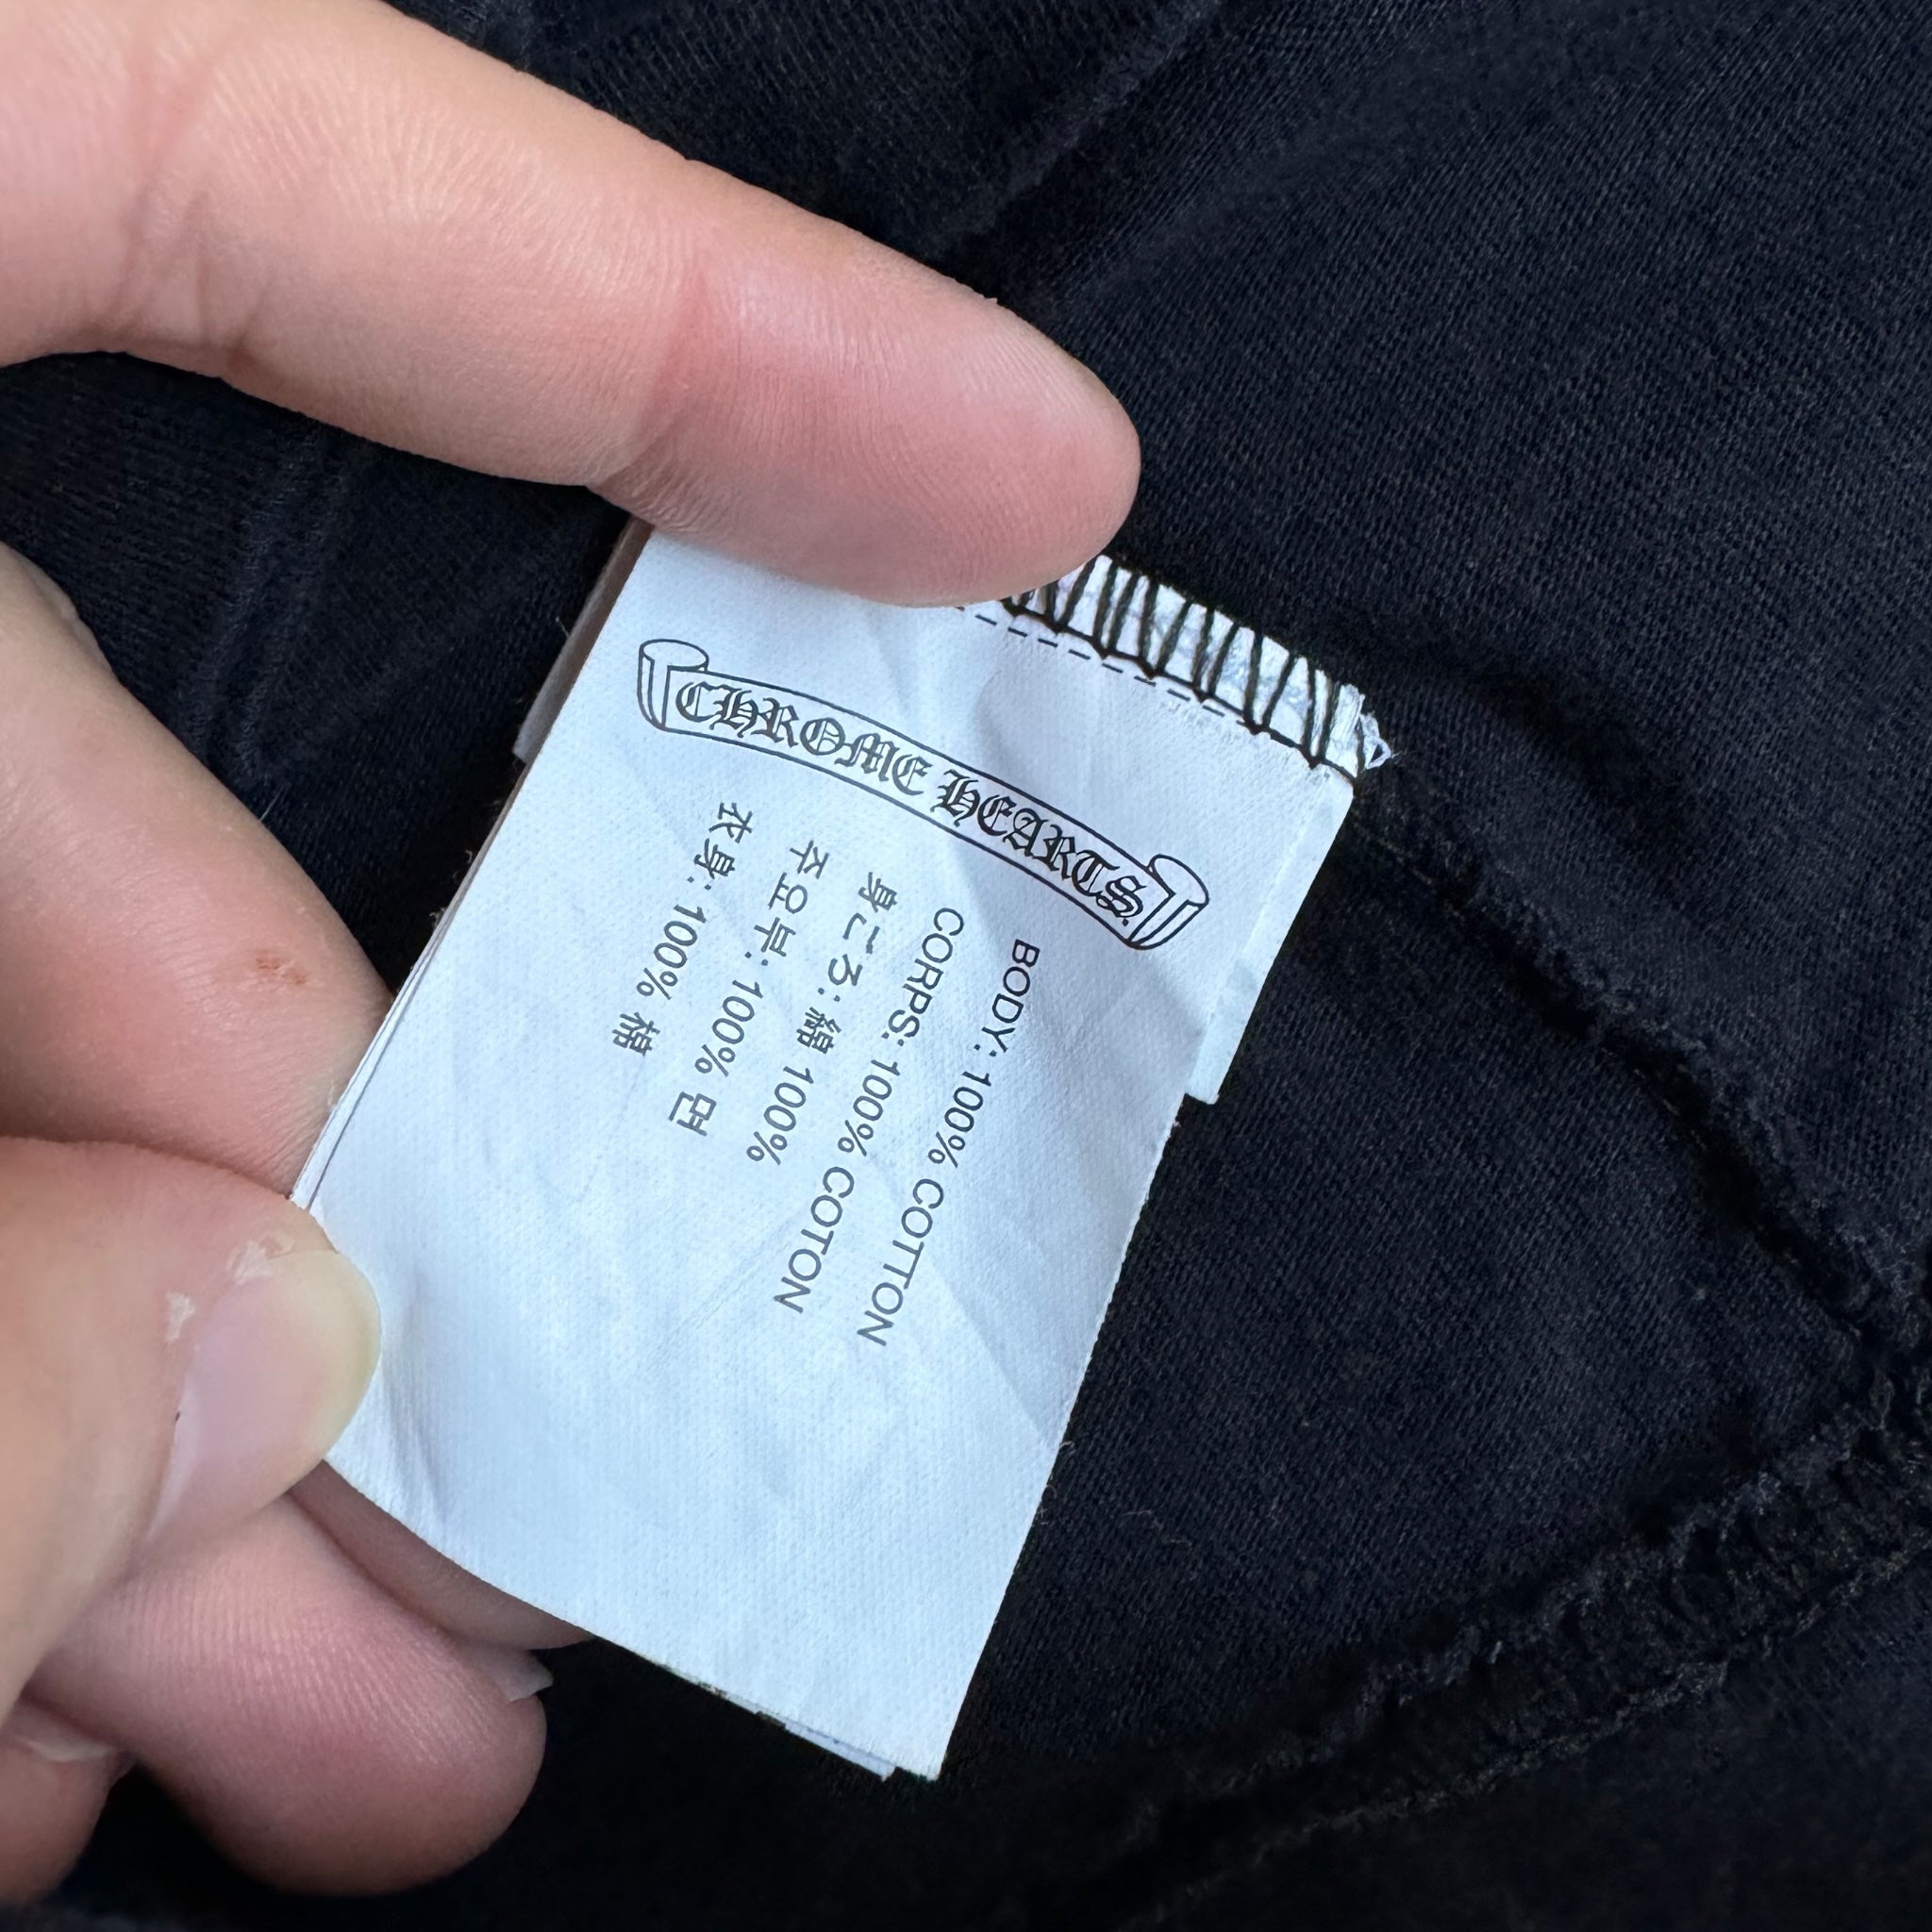 CHROME HEARTS
BODY: 100% COTTON
CORPS: 100% COTON
身ごろ: 綿 100%
주요부: 100% 면
衣身: 100% 棉